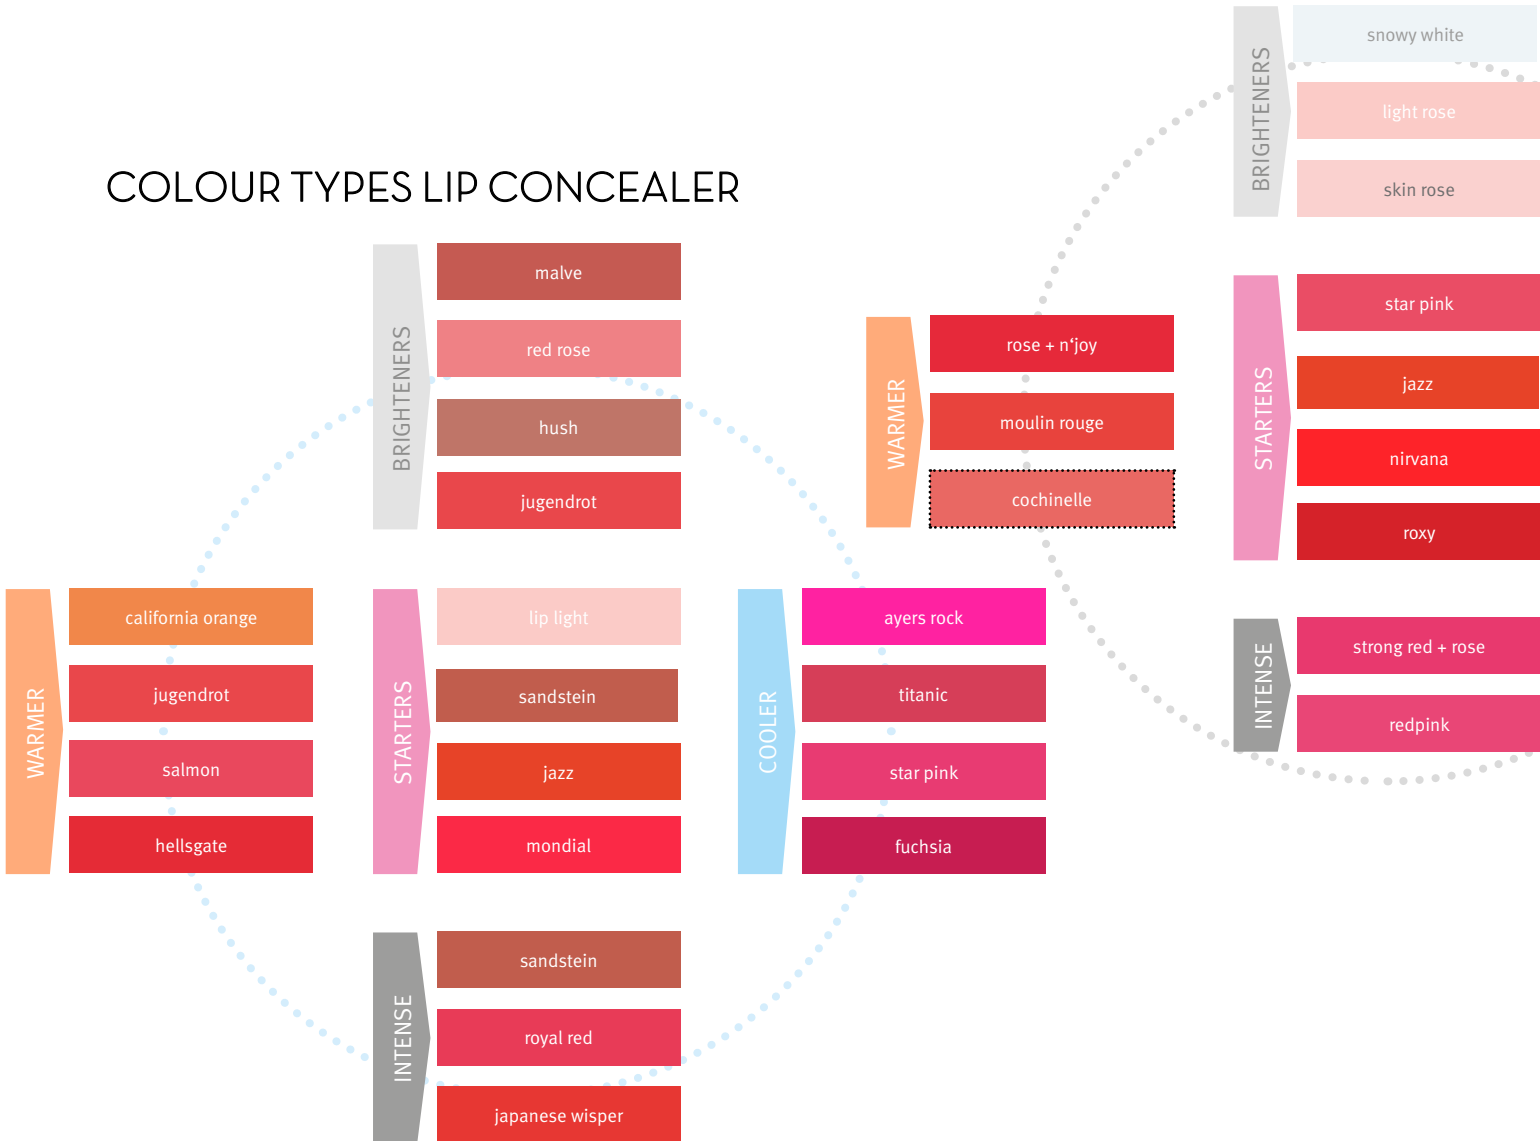 COLOUR TYPES LIP CONCEALER
BRIGHTENERS
malve
red rose
hush
jugendrot
WARMER
california orange
jugendrot
salmon
hellsgate
STARTERS
lip light
sandstein
jazz
mondial
COOLER
ayers rock
titanic
star pink
fuchsia
INTENSE
sandstein
royal red
japanese wisper
BRIGHTENERS
snowy white
light rose
skin rose
WARMER
rose + n‘joy
moulin rouge
cochinelle
STARTERS
star pink
jazz
nirvana
roxy
INTENSE
strong red + rose
redpink